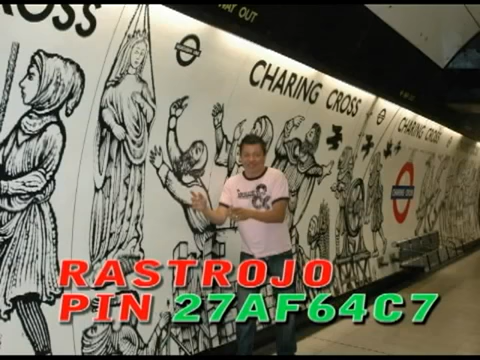 CROSS
WAY OUT
CHARING CROSS
CHARING CROSS
RASTROJO
PIN 27AF64C7